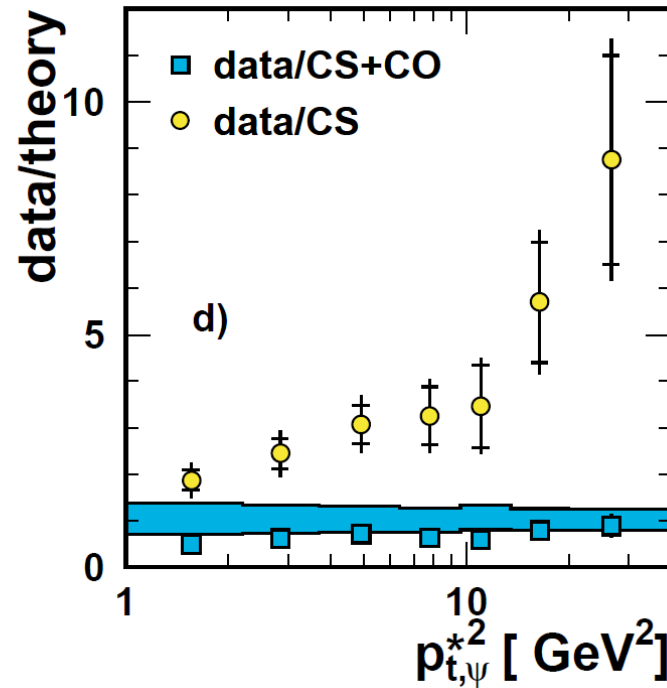 data/theory
data/CS+CO
data/CS
10
d)
5
0
1
10
p*2t,ψ [ GeV2]